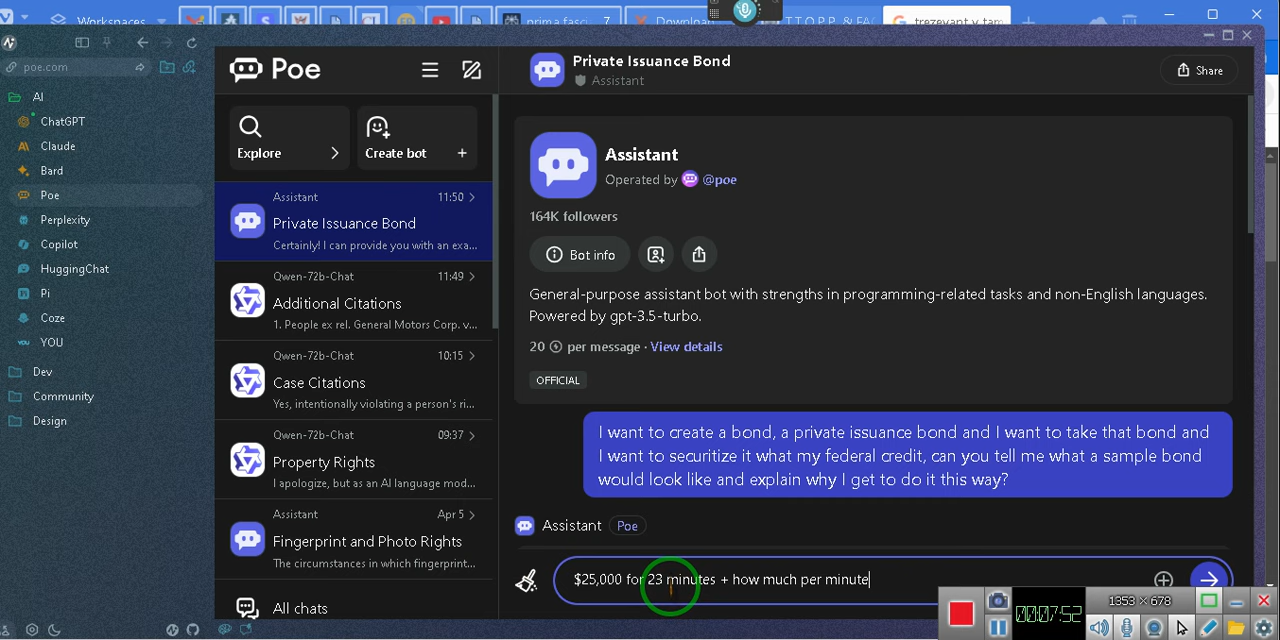 Workspaces
prima fasci
7
Downloa
T T O P P & FAC
trezevant v tam
poe.com
AI
ChatGPT
Claude
Bard
Poe
Perplexity
Copilot
HuggingChat
Pi
Coze
YOU
YOU
Dev
Community
Design
Poe
Explore
Create bot
Assistant 11:50
Private Issuance Bond
Certainly! I can provide you with an exa...
Qwen-72b-Chat 11:49
Additional Citations
1. People ex rel. General Motors Corp. v...
Qwen-72b-Chat 10:15
Case Citations
Yes, intentionally violating a person's ri...
Qwen-72b-Chat 09:37
Property Rights
I apologize, but as an AI language mod...
Assistant Apr 5
Fingerprint and Photo Rights
The circumstances in which fingerprint...
All chats
Private Issuance Bond
Assistant
Share
Assistant
Operated by @poe
164K followers
Bot info
General-purpose assistant bot with strengths in programming-related tasks and non-English languages.
Powered by gpt-3.5-turbo.
20 per message · View details
OFFICIAL
I want to create a bond, a private issuance bond and I want to take that bond and
I want to securitize it what my federal credit, can you tell me what a sample bond
would look like and explain why I get to do it this way?
Assistant Poe
$25,000 for 23 minutes + how much per minute
1353 × 678
00:07:52